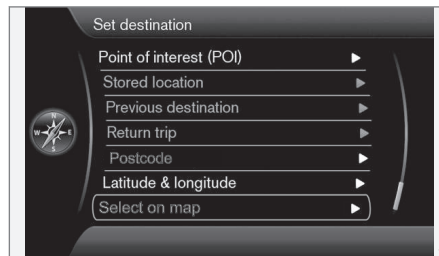 Set destination
Point of interest (POI)
Stored location
Previous destination
Return trip
Postcode
Latitude & longitude
Select on map
N
W E
S